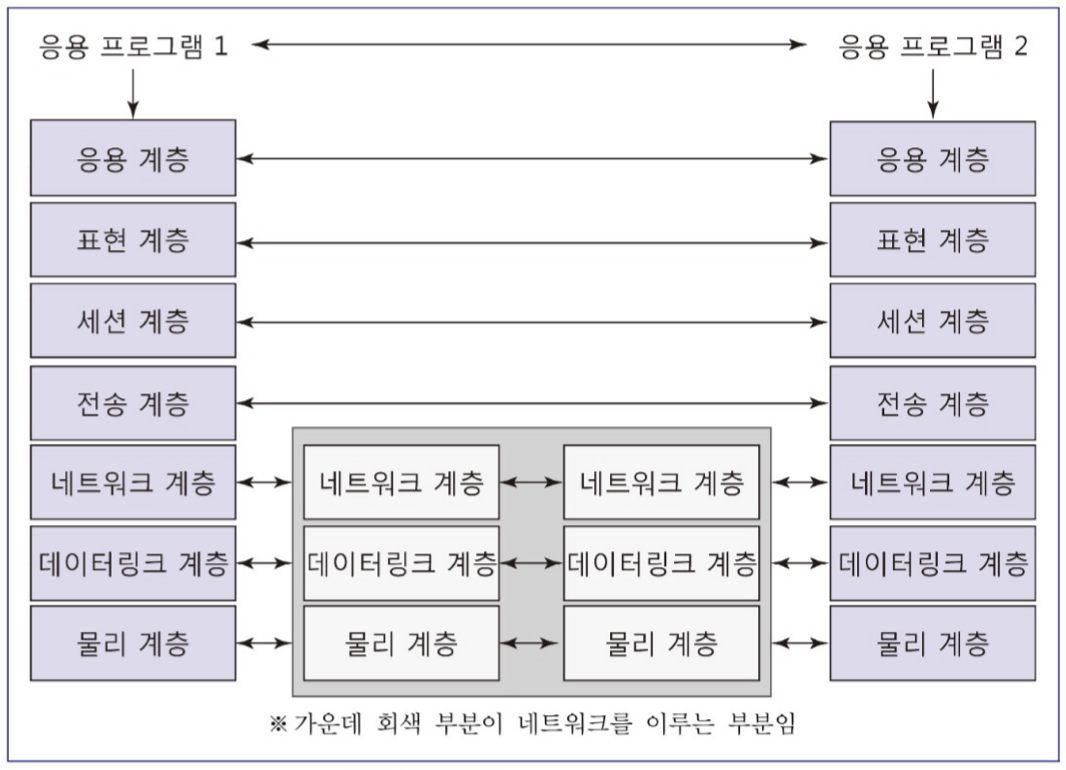 응용 프로그램 1
응용 프로그램 2
응용 계층
응용 계층
표현 계층
표현 계층
세션 계층
세션 계층
전송 계층
전송 계층
네트워크 계층
네트워크 계층
네트워크 계층
네트워크 계층
데이터링크 계층
데이터링크 계층
데이터링크 계층
데이터링크 계층
물리 계층
물리 계층
물리 계층
물리 계층
※ 가운데 회색 부분이 네트워크를 이루는 부분임